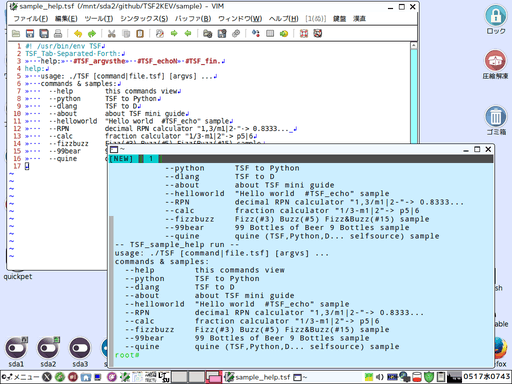 sample_help.tsf (/mnt/sda2/github/TSF2KEV/sample) - VIM
ファイル(F) 編集(E) ツール(T) シンタックス(S) バッファ(B) ウィンドウ(W) ヘルプ(H) 鍵盤 漢直
1 #! /usr/bin/env TSF
2 TSF_Tab-Separated-Forth:
3 help: #TSF_argvsthe #TSF_echoN #TSF_fin.
4 help:
5 usage: ./TSF [command|file.tsf] [argvs] ...
6 commands & samples:
7 --help this commands view
8 --python TSF to Python
9 --dlang TSF to D
10 --about about TSF mini guide
11 --helloworld "Hello world #TSF_echo" sample
12 --RPN decimal RPN calculator "1,3/m1|2-"-> 0.8333...
13 --calc fraction calculator "1/3-m1|2"-> p5|6
14 --fizzbuzz Fizz(#3) Buzz(#5) Fizz&Buzz(#15) sample
15 --99bear
16 --quine
17
~
~
~
~
~
~
~
~
~
~
ロック
圧縮解凍
ゴミ箱
[NEW] 1
--python TSF to Python
--dlang TSF to D
--about about TSF mini guide
--helloworld "Hello world #TSF_echo" sample
--RPN decimal RPN calculator "1,3/m1|2-"-> 0.8333...
--calc fraction calculator "1/3-m1|2"-> p5|6
--fizzbuzz Fizz(#3) Buzz(#5) Fizz&Buzz(#15) sample
--99bear 99 Bottles of Beer 9 Bottles sample
--quine quine (TSF,Python,D... selfsource) sample
-- TSF_sample_help run --
usage: ./TSF [command|file.tsf] [argvs] ...
commands & samples:
--help this commands view
--python TSF to Python
--dlang TSF to D
--about about TSF mini guide
--helloworld "Hello world #TSF_echo" sample
--RPN decimal RPN calculator "1,3/m1|2-"-> 0.8333...
--calc fraction calculator "1/3-m1|2"-> p5|6
--fizzbuzz Fizz(#3) Buzz(#5) Fizz&Buzz(#15) sample
--99bear 99 Bottles of Beer 9 Bottles sample
--quine quine (TSF,Python,D... selfsource) sample
root#
quickpet
sda1 sda2 sda3
メニュー sample_help.tsf ~ 0517水0743